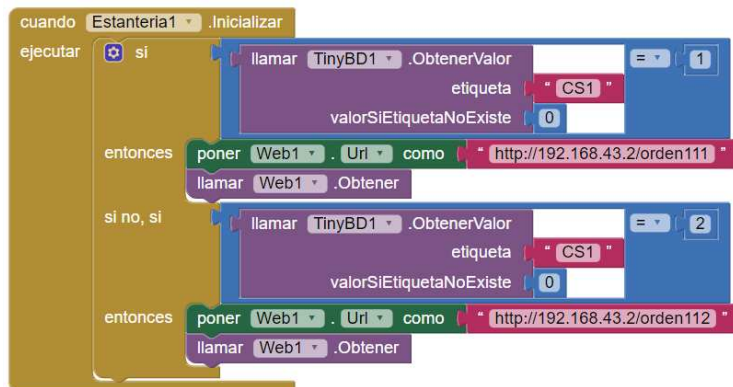 cuando Estanteria1 .Inicializar
ejecutar si llamar TinyBD1 .ObtenerValor = 1
etiqueta " CS1 "
valorSiEtiquetaNoExiste 0
entonces poner Web1 . Url como " http://192.168.43.2/orden111 "
llamar Web1 .Obtener
si no, si llamar TinyBD1 .ObtenerValor = 2
etiqueta " CS1 "
valorSiEtiquetaNoExiste 0
entonces poner Web1 . Url como " http://192.168.43.2/orden112 "
llamar Web1 .Obtener